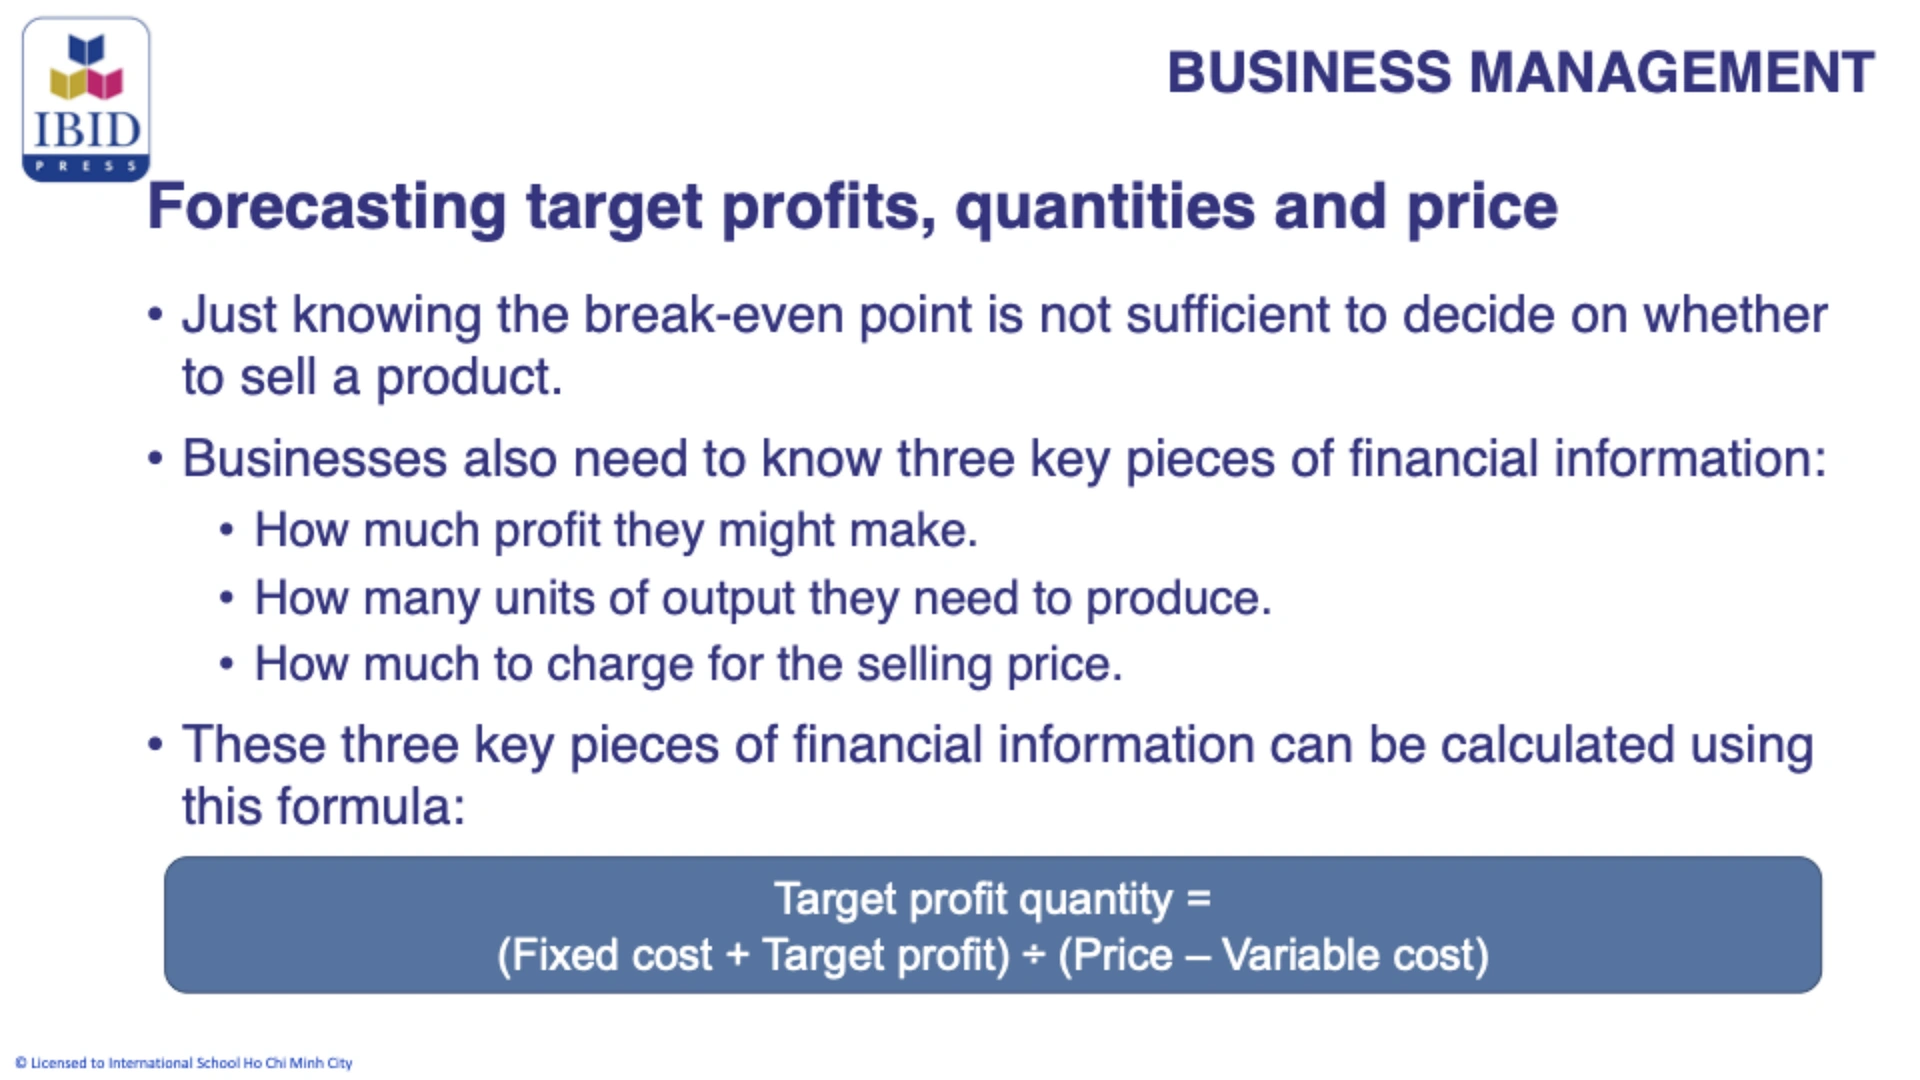 IBID
PRESS
BUSINESS MANAGEMENT
Forecasting target profits, quantities and price
• Just knowing the break-even point is not sufficient to decide on whether
to sell a product.
• Businesses also need to know three key pieces of financial information:
• How much profit they might make.
• How many units of output they need to produce.
• How much to charge for the selling price.
• These three key pieces of financial information can be calculated using
this formula:
Target profit quantity =
(Fixed cost + Target profit) ÷ (Price – Variable cost)
© Licensed to International School Ho Chi Minh City